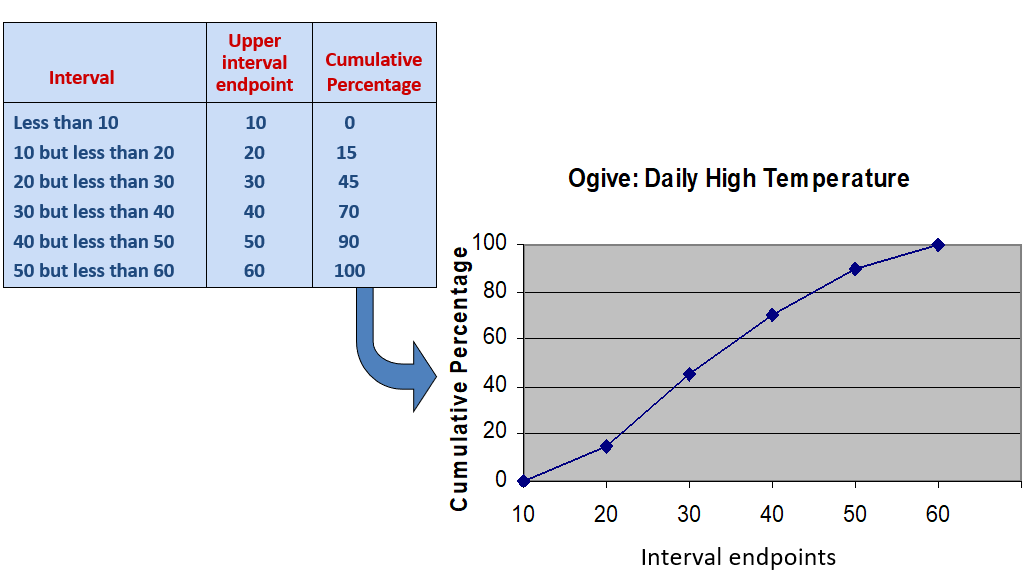 Interval
Upper
interval
endpoint
Cumulative
Percentage
Less than 10 10 0
10 but less than 20 20 15
20 but less than 30 30 45
30 but less than 40 40 70
40 but less than 50 50 90
50 but less than 60 60 100
Ogive: Daily High Temperature
Cumulative Percentage
100
80
60
40
20
0
10 20 30 40 50 60
Interval endpoints